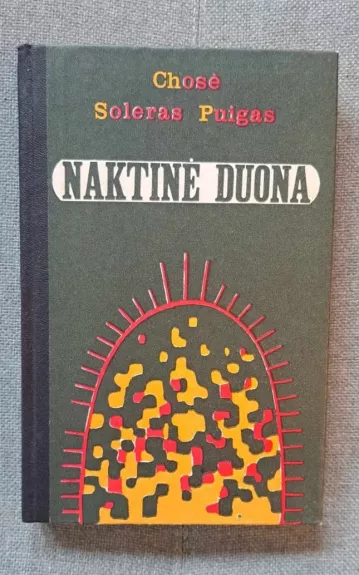 Chosė
Soleras Puigas
NAKTINĖ DUONA